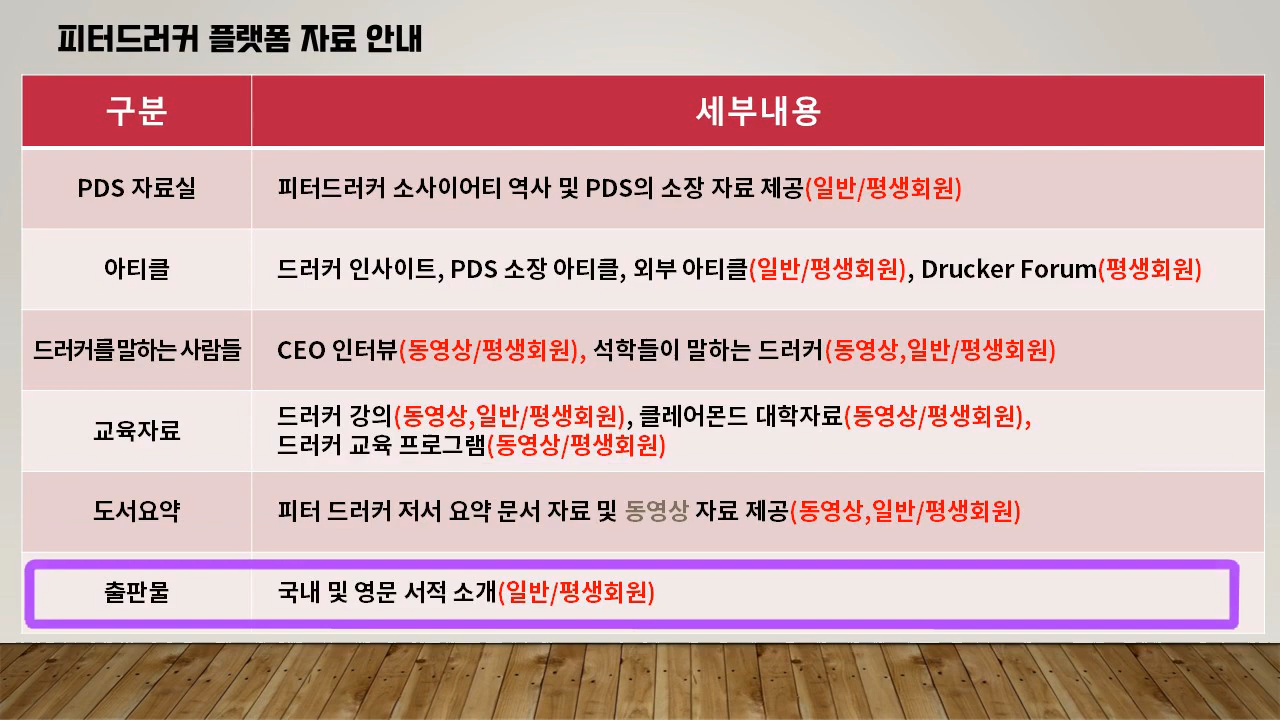 피터드러커 플랫폼 자료 안내
구분 세부내용
PDS 자료실 피터드러커 소사이어티 역사 및 PDS의 소장 자료 제공(일반/평생회원)
아티클 드러커 인사이트, PDS 소장 아티클, 외부 아티클(일반/평생회원), Drucker Forum(평생회원)
드러커를 말하는 사람들 CEO 인터뷰(동영상/평생회원), 석학들이 말하는 드러커(동영상,일반/평생회원)
교육자료 드러커 강의(동영상,일반/평생회원), 클레어몬드 대학자료(동영상/평생회원),
드러커 교육 프로그램(동영상/평생회원)
도서요약 피터 드러커 저서 요약 문서 자료 및 동영상 자료 제공(동영상,일반/평생회원)
출판물 국내 및 영문 서적 소개(일반/평생회원)